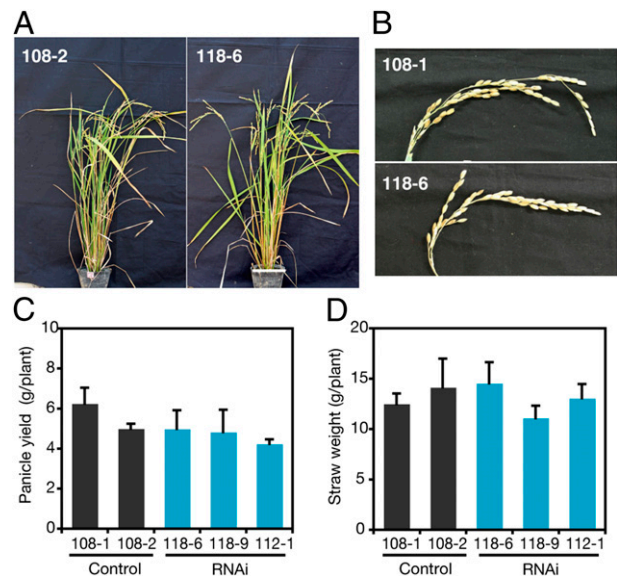 A
108-2
118-6
B
108-1
118-6
C
Panicle yield (g/plant)
10
8
6
4
2
0
108-1 108-2 118-6 118-9 112-1
Control RNAi
D
Straw weight (g/plant)
20
15
10
5
0
108-1 108-2 118-6 118-9 112-1
Control RNAi